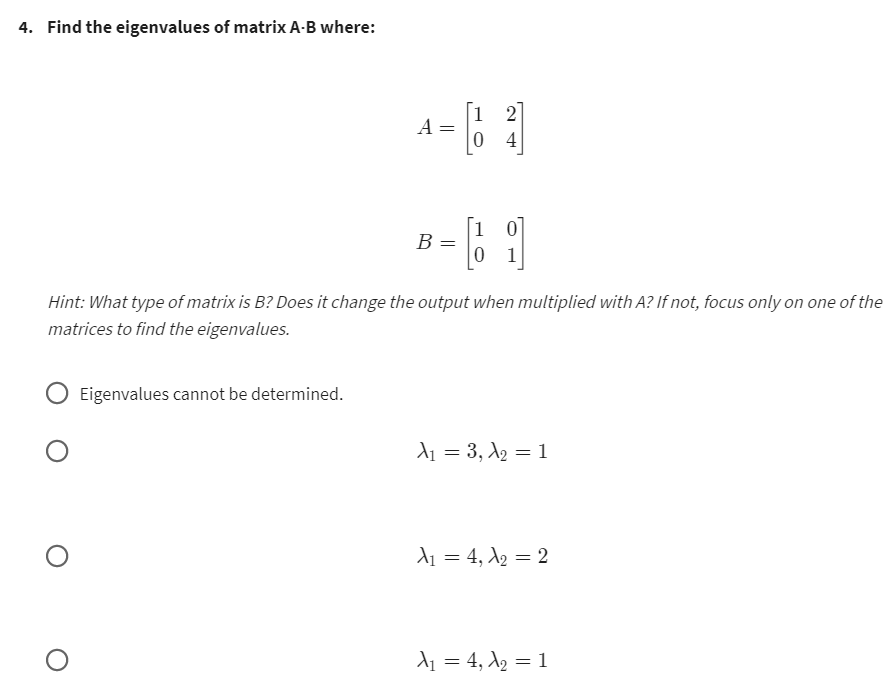 4. Find the eigenvalues of matrix A·B where:
A = [1 2
0 4]
B = [1 0
0 1]
Hint: What type of matrix is B? Does it change the output when multiplied with A? If not, focus only on one of the
matrices to find the eigenvalues.
Eigenvalues cannot be determined.
λ₁ = 3, λ₂ = 1
λ₁ = 4, λ₂ = 2
λ₁ = 4, λ₂ = 1